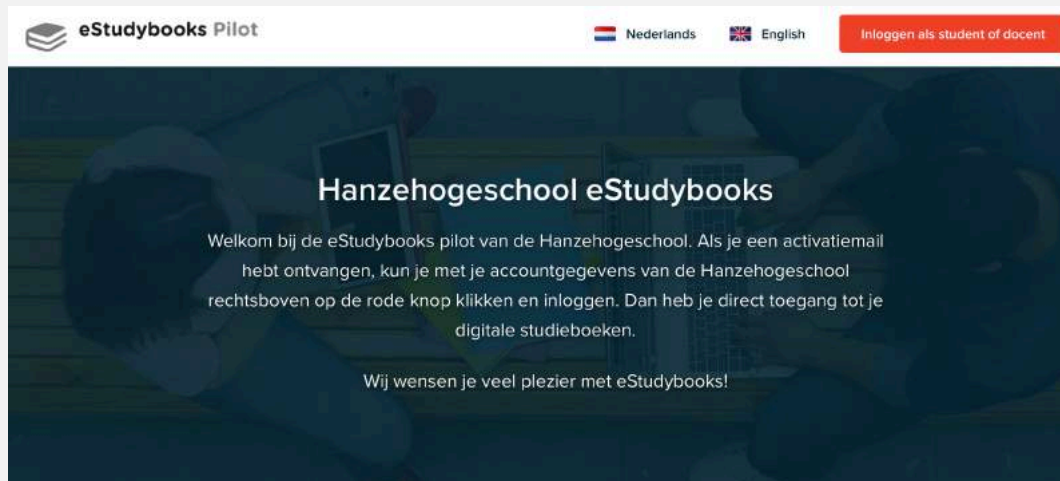 eStudybooks Pilot
Nederlands
English
Inloggen als student of docent
Hanzehogeschool eStudybooks
Welkom bij de eStudybooks pilot van de Hanzehogeschool. Als je een activatiemail
hebt ontvangen, kun je met je accountgegevens van de Hanzehogeschool
rechtsboven op de rode knop klikken en inloggen. Dan heb je direct toegang tot je
digitale studieboeken.
Wij wensen je veel plezier met eStudybooks!